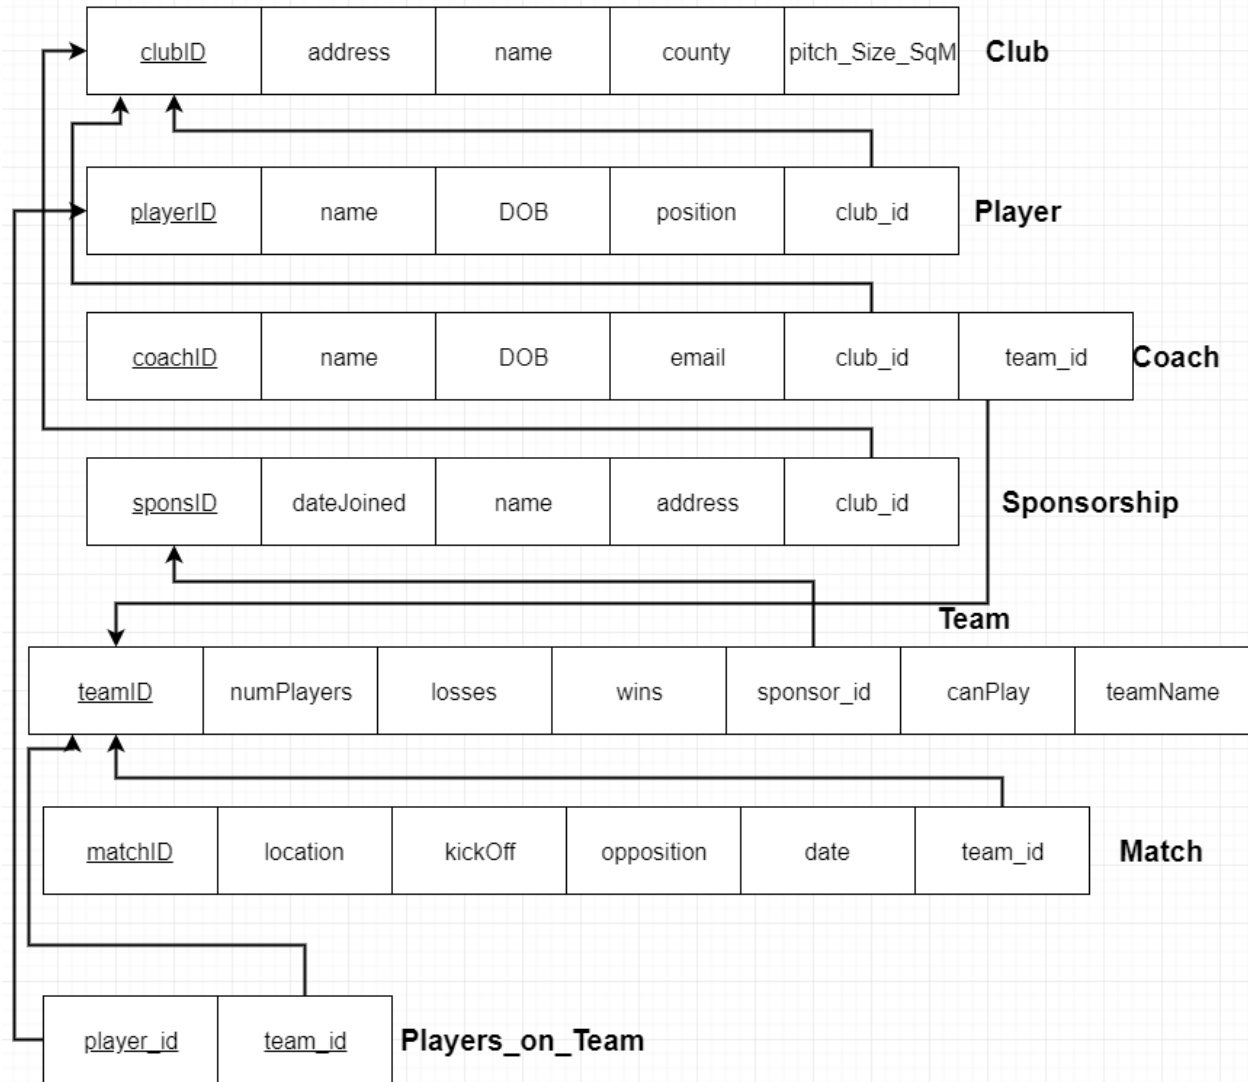 clubID address name county pitch_Size_SqM Club
playerID name DOB position club_id Player
coachID name DOB email club_id team_id Coach
sponsID dateJoined name address club_id Sponsorship
Team
teamID numPlayers losses wins sponsor_id canPlay teamName
matchID location kickOff opposition date team_id Match
player_id team_id Players_on_Team